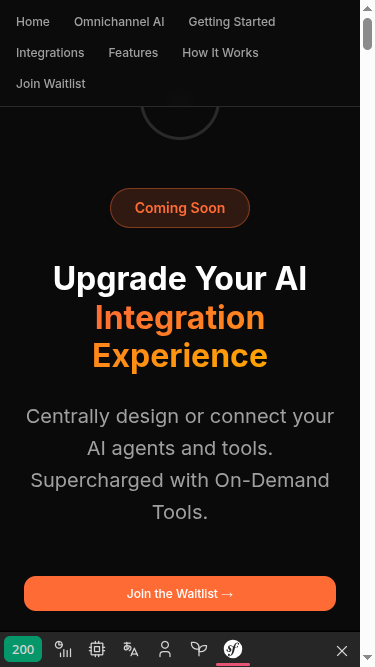 Home Omnichannel AI Getting Started
Integrations Features How It Works
Join Waitlist
Coming Soon
Upgrade Your AI
Integration
Experience
Centrally design or connect your
AI agents and tools.
Supercharged with On-Demand
Tools.
Join the Waitlist →
200 sf